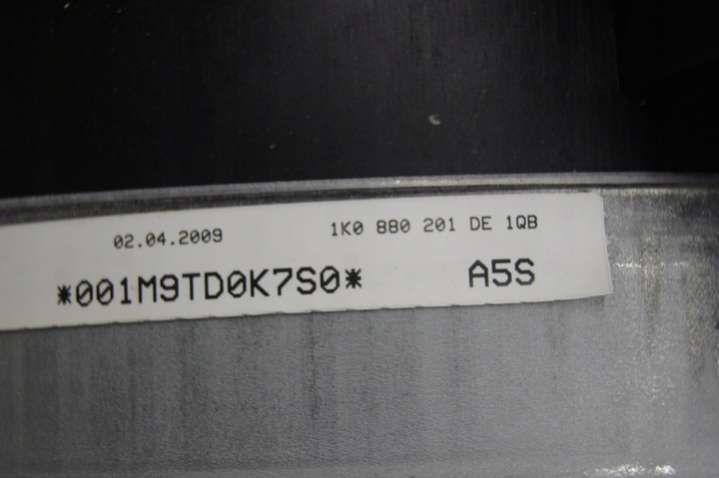 02.04.2009 1K0 880 201 DE 1QB
*001M9TD0K7S0* A5S